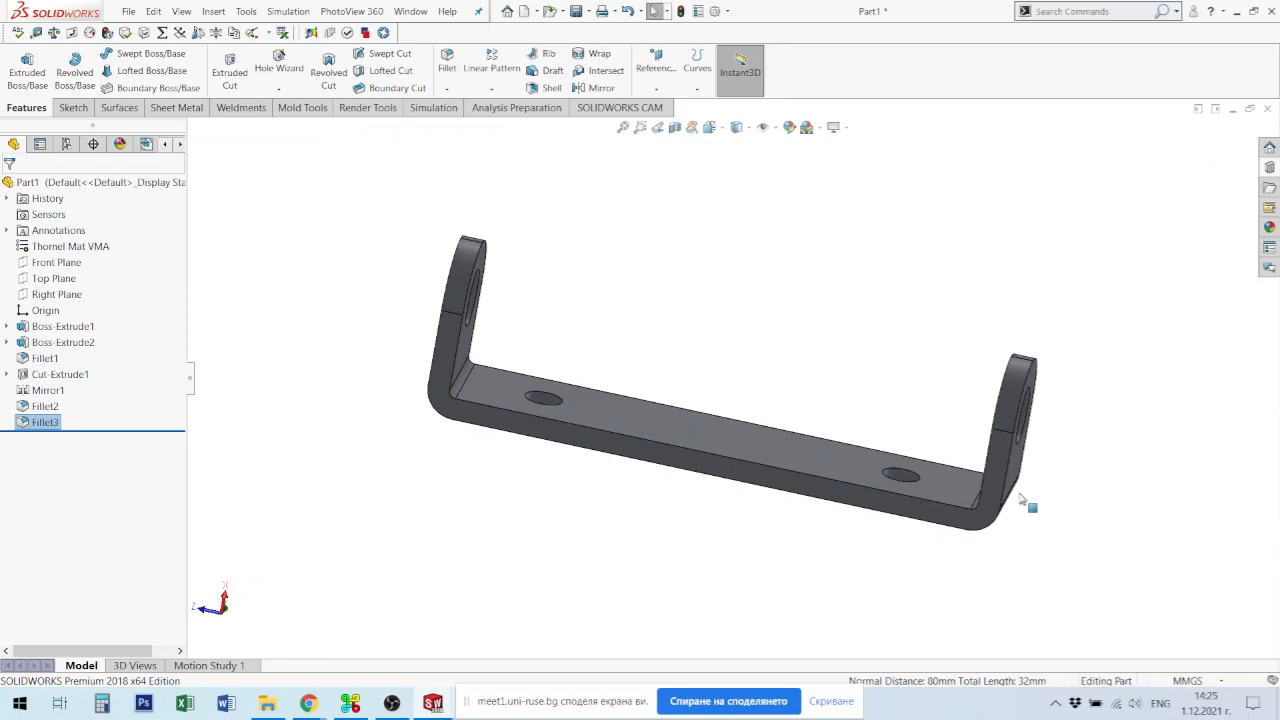 SOLIDWORKS File Edit View Insert Tools Simulation PhotoView 360 Window Help Part1 * Search Commands ?
Extruded Boss/Base
Revolved Boss/Base
Swept Boss/Base
Lofted Boss/Base
Boundary Boss/Base
Extruded Cut
Hole Wizard
Revolved Cut
Swept Cut
Lofted Cut
Boundary Cut
Fillet
Linear Pattern
Rib
Draft
Shell
Wrap
Intersect
Mirror
Referenc...
Curves
Instant3D
Features Sketch Surfaces Sheet Metal Weldments Mold Tools Render Tools Simulation Analysis Preparation SOLIDWORKS CAM
Part1 (Default<<Default>_Display Sta
History
Sensors
Annotations
Thornel Mat VMA
Front Plane
Top Plane
Right Plane
Origin
Boss-Extrude1
Boss-Extrude2
Fillet1
Cut-Extrude1
Mirror1
Fillet2
Fillet3
X
Z
Model 3D Views Motion Study 1
SOLIDWORKS Premium 2018 x64 Edition Normal Distance: 80mm Total Length: 32mm Editing Part MMGS
meet1.uni-ruse.bg споделя екрана ви. Спиране на споделянето Скриване ENG 14:25
1.12.2021 г.